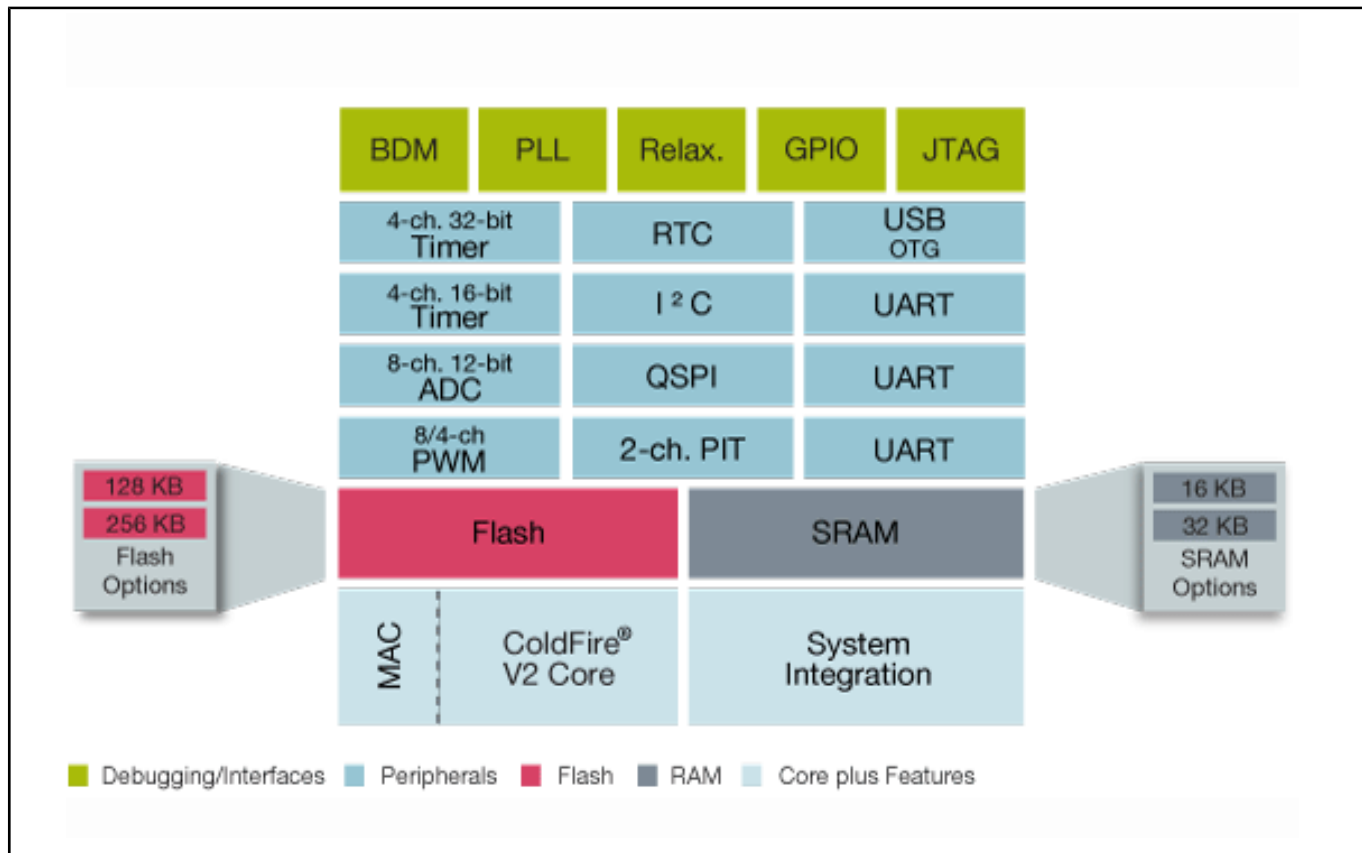 BDM PLL Relax. GPIO JTAG
4-ch. 32-bit
Timer
RTC
USB
OTG
4-ch. 16-bit
Timer
I ² C
UART
8-ch. 12-bit
ADC
QSPI
UART
8/4-ch
PWM
2-ch. PIT
UART
128 KB
256 KB
Flash
Options
Flash
SRAM
16 KB
32 KB
SRAM
Options
MAC
ColdFire®
V2 Core
System
Integration
Debugging/Interfaces Peripherals Flash RAM Core plus Features